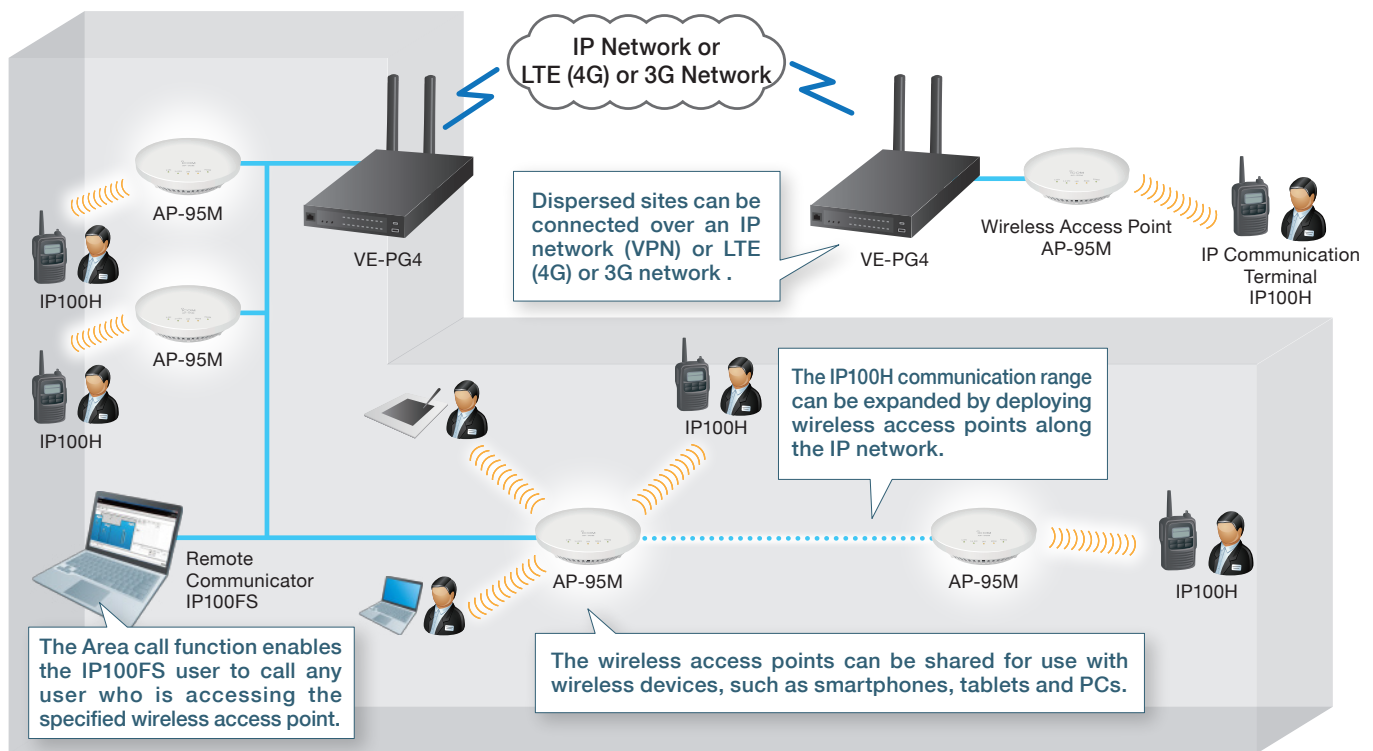 IP Network or
LTE (4G) or 3G Network
AP-95M
VE-PG4
IP100H
AP-95M
IP100H
Dispersed sites can be
connected over an IP
network (VPN) or LTE
(4G) or 3G network .
VE-PG4
Wireless Access Point
AP-95M
IP Communication
Terminal
IP100H
IP100H
The IP100H communication range
can be expanded by deploying
wireless access points along
the IP network.
Remote
Communicator
IP100FS
AP-95M
AP-95M
IP100H
The Area call function enables
the IP100FS user to call any
user who is accessing the
specified wireless access point.
The wireless access points can be shared for use with
wireless devices, such as smartphones, tablets and PCs.